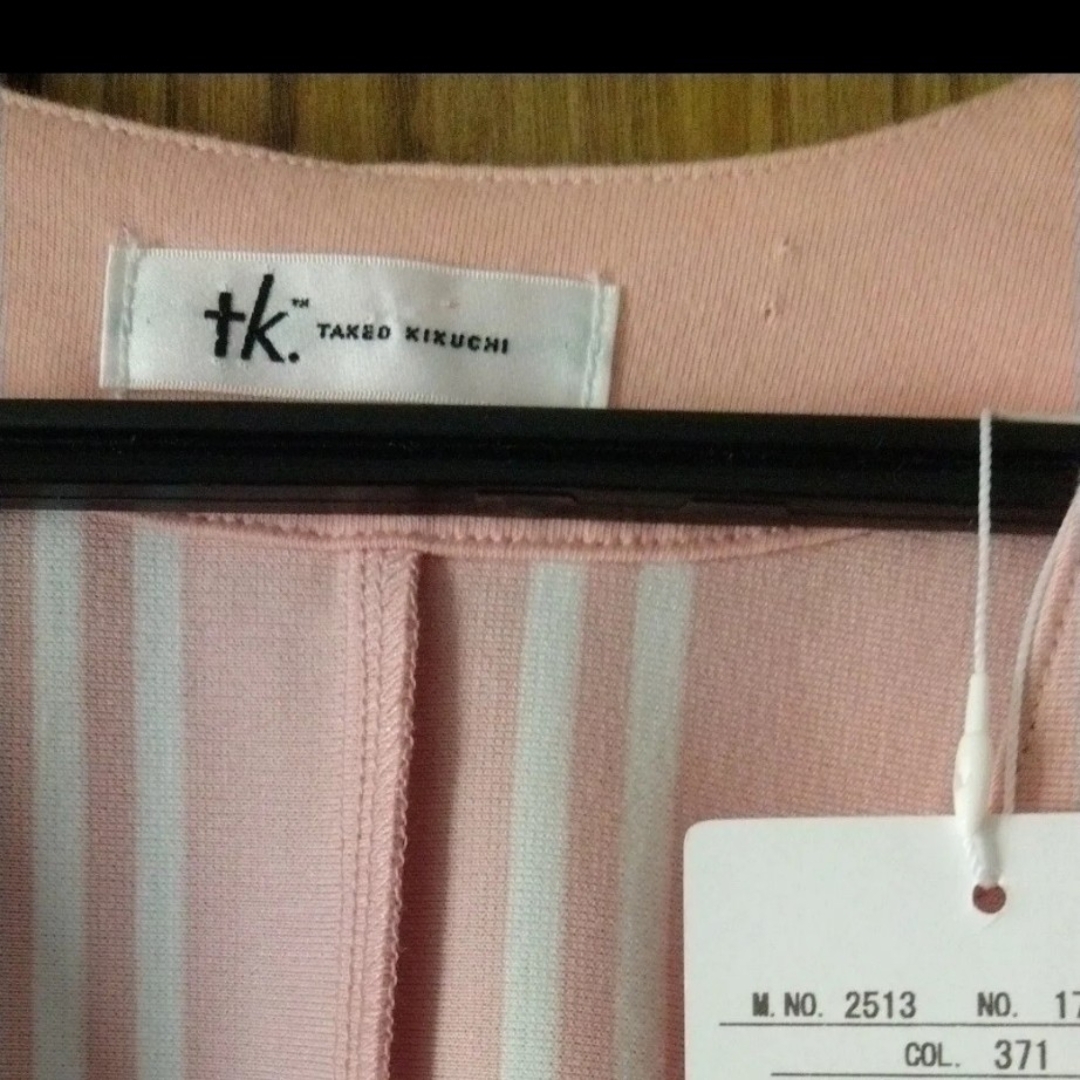 tk.™ TAKEO KIKUCHI
M.NO. 2513 NO. 17
COL. 371